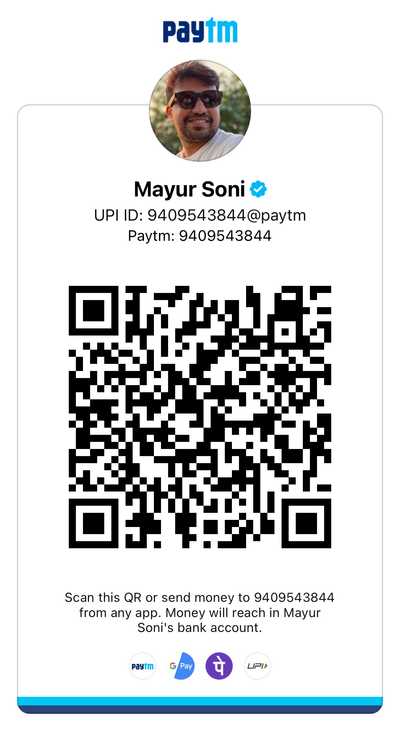 paytm
Mayur Soni
UPI ID: 9409543844@paytm
Paytm: 9409543844
Scan this QR or send money to 9409543844
from any app. Money will reach in Mayur
Soni's bank account.
paytm G Pay पे UPI